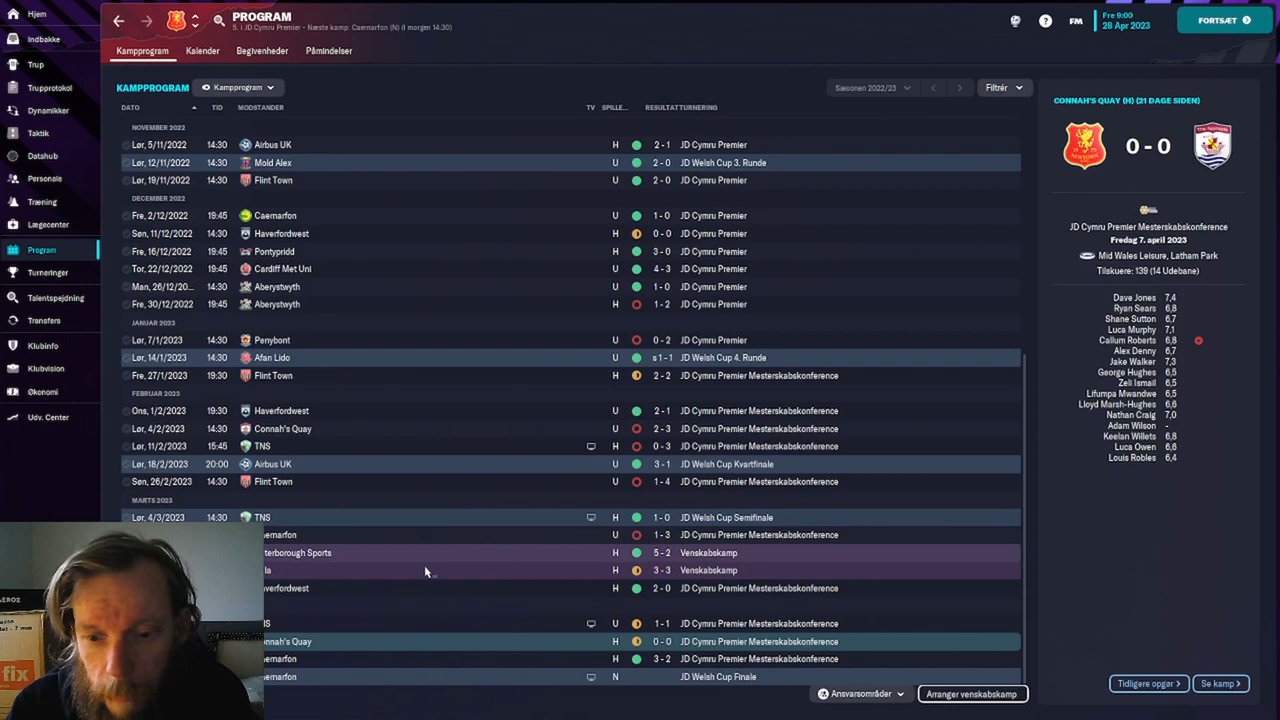 Hjem
Indbakke
Trup
Trupprotokol
Dynamikker
Taktik
Datahub
Personale
Træning
Lægecenter
Program
Turneringer
Talentspejdning
Transfers
Klubinfo
Klubvision
Økonomi
Udv. Center
PROGRAM
5. i JD Cymru Premier - Næste kamp: Caernarfon (N) (I morgen 14:30)
FM
Fre 9:00
28 Apr 2023
FORTSÆT
Kampprogram Kalender Begivenheder Påmindelser
KAMPPROGRAM Kampprogram
Sæsonen 2022/23
Filtrér
DATO TID MODSTANDER TV SPILLE... RESULTAT TURNERING
NOVEMBER 2022
Lør, 5/11/2022 14:30 Airbus UK H 2 - 1 JD Cymru Premier
Lør, 12/11/2022 14:30 Mold Alex U 2 - 0 JD Welsh Cup 3. Runde
Lør, 19/11/2022 14:30 Flint Town U 2 - 0 JD Cymru Premier
DECEMBER 2022
Fre, 2/12/2022 19:45 Caernarfon U 1 - 0 JD Cymru Premier
Søn, 11/12/2022 14:30 Haverfordwest H 0 - 0 JD Cymru Premier
Fre, 16/12/2022 19:45 Pontypridd H 3 - 0 JD Cymru Premier
Tor, 22/12/2022 19:45 Cardiff Met Uni U 4 - 3 JD Cymru Premier
Man, 26/12/20... 14:30 Aberystwyth U 1 - 0 JD Cymru Premier
Fre, 30/12/2022 19:45 Aberystwyth H 1 - 2 JD Cymru Premier
JANUAR 2023
Lør, 7/1/2023 14:30 Penybont U 0 - 2 JD Cymru Premier
Lør, 14/1/2023 14:30 Afan Lido U s 1 - 1 JD Welsh Cup 4. Runde
Fre, 27/1/2023 19:30 Flint Town H 2 - 2 JD Cymru Premier Mesterskabskonference
FEBRUAR 2023
Ons, 1/2/2023 19:30 Haverfordwest U 2 - 1 JD Cymru Premier Mesterskabskonference
Lør, 4/2/2023 14:30 Connah's Quay U 2 - 3 JD Cymru Premier Mesterskabskonference
Lør, 11/2/2023 15:45 TNS H 0 - 3 JD Cymru Premier Mesterskabskonference
Lør, 18/2/2023 20:00 Airbus UK U 3 - 1 JD Welsh Cup Kvartfinale
Søn, 26/2/2023 14:30 Flint Town U 1 - 4 JD Cymru Premier Mesterskabskonference
MARTS 2023
Lør, 4/3/2023 14:30 TNS H 1 - 0 JD Welsh Cup Semifinale
ernarfon U 1 - 3 JD Cymru Premier Mesterskabskonference
terborough Sports H 5 - 2 Venskabskamp
la H 3 - 3 Venskabskamp
verfordwest H 2 - 0 JD Cymru Premier Mesterskabskonference
S U 1 - 1 JD Cymru Premier Mesterskabskonference
nnah's Quay H 0 - 0 JD Cymru Premier Mesterskabskonference
ernarfon H 3 - 2 JD Cymru Premier Mesterskabskonference
ernarfon N JD Welsh Cup Finale
Ansvarsområder
Arranger venskabskamp
CONNAH'S QUAY (H) (21 DAGE SIDEN)
0 - 0
JD Cymru Premier Mesterskabskonference
Fredag 7. april 2023
Mid Wales Leisure, Latham Park
Tilskuere: 139 (14 Udebane)
Dave Jones 7,4
Ryan Sears 6,8
Shane Sutton 6,7
Luca Murphy 7,1
Callum Roberts 6,8
Alex Denny 6,7
Jake Walker 7,3
George Hughes 6,5
Zeli Ismail 6,5
Lifumpa Mwandwe 6,5
Lloyd Marsh-Hughes 6,6
Nathan Craig 7,0
Adam Wilson -
Keelan Willets 6,8
Luca Owen 6,6
Louis Robles 6,4
Tidligere opgør
Se kamp
fix